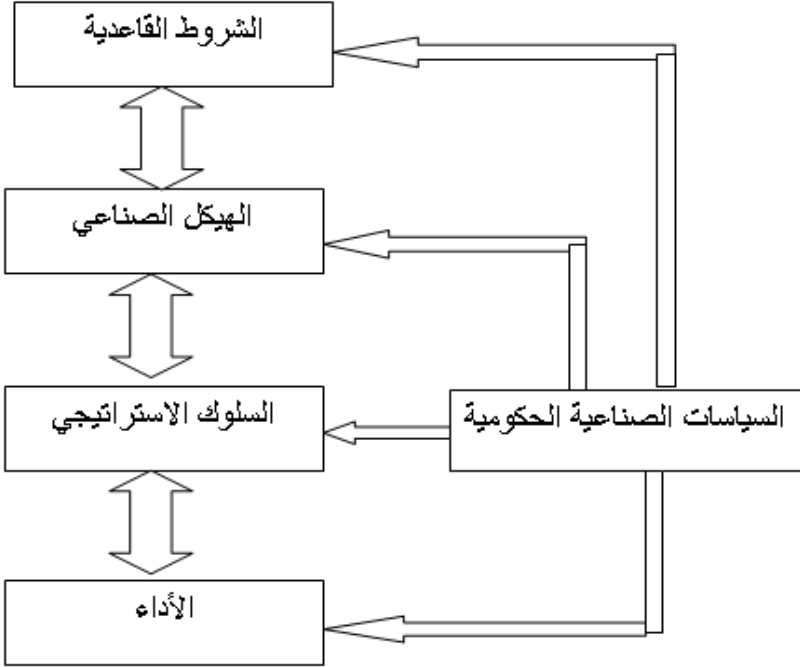 الشروط القاعدية
الهيكل الصناعي
السلوك الاستراتيجي
السياسات الصناعية الحكومية
الأداء